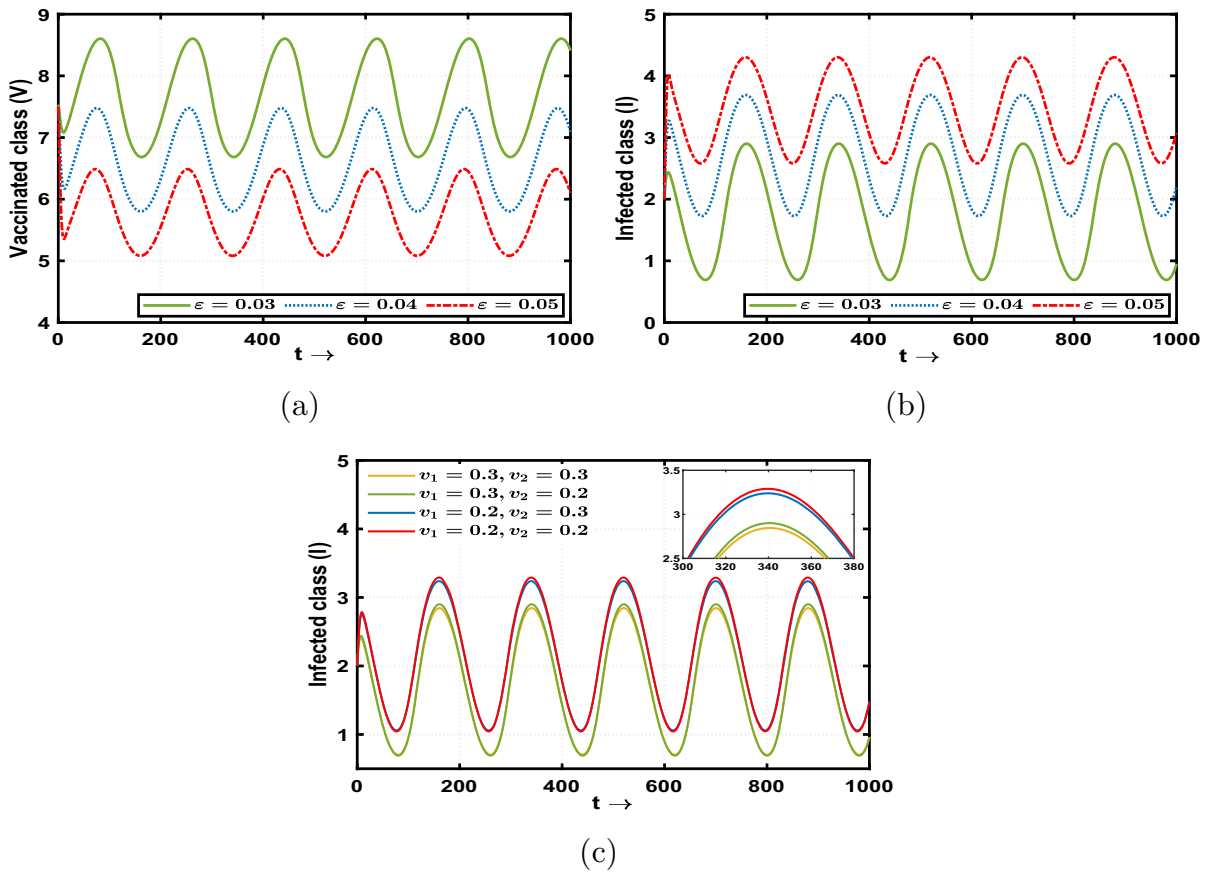 Vaccinated class (V)
9
8
7
6
5
4
ε = 0.03 ε = 0.04 ε = 0.05
0 200 400 600 800 1000
t →
(a)
Infected class (I)
5
4
3
2
1
0
ε = 0.03 ε = 0.04 ε = 0.05
0 200 400 600 800 1000
t →
(b)
Infected class (I)
5
4
3
2
1
v₁ = 0.3, v₂ = 0.3
v₁ = 0.3, v₂ = 0.2
v₁ = 0.2, v₂ = 0.3
v₁ = 0.2, v₂ = 0.2
3.5
3
2.5
300 320 340 360 380
0 200 400 600 800 1000
t →
(c)